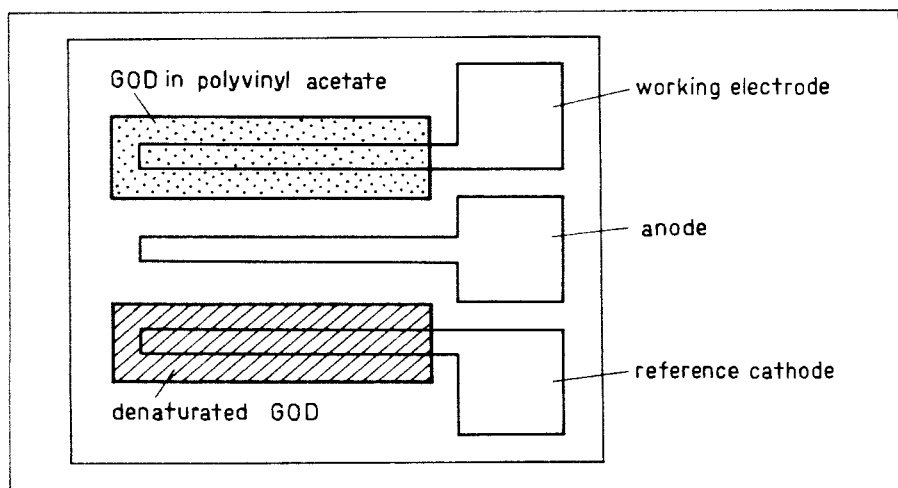 GOD in polyvinyl acetate
working electrode
anode
reference cathode
denaturated GOD